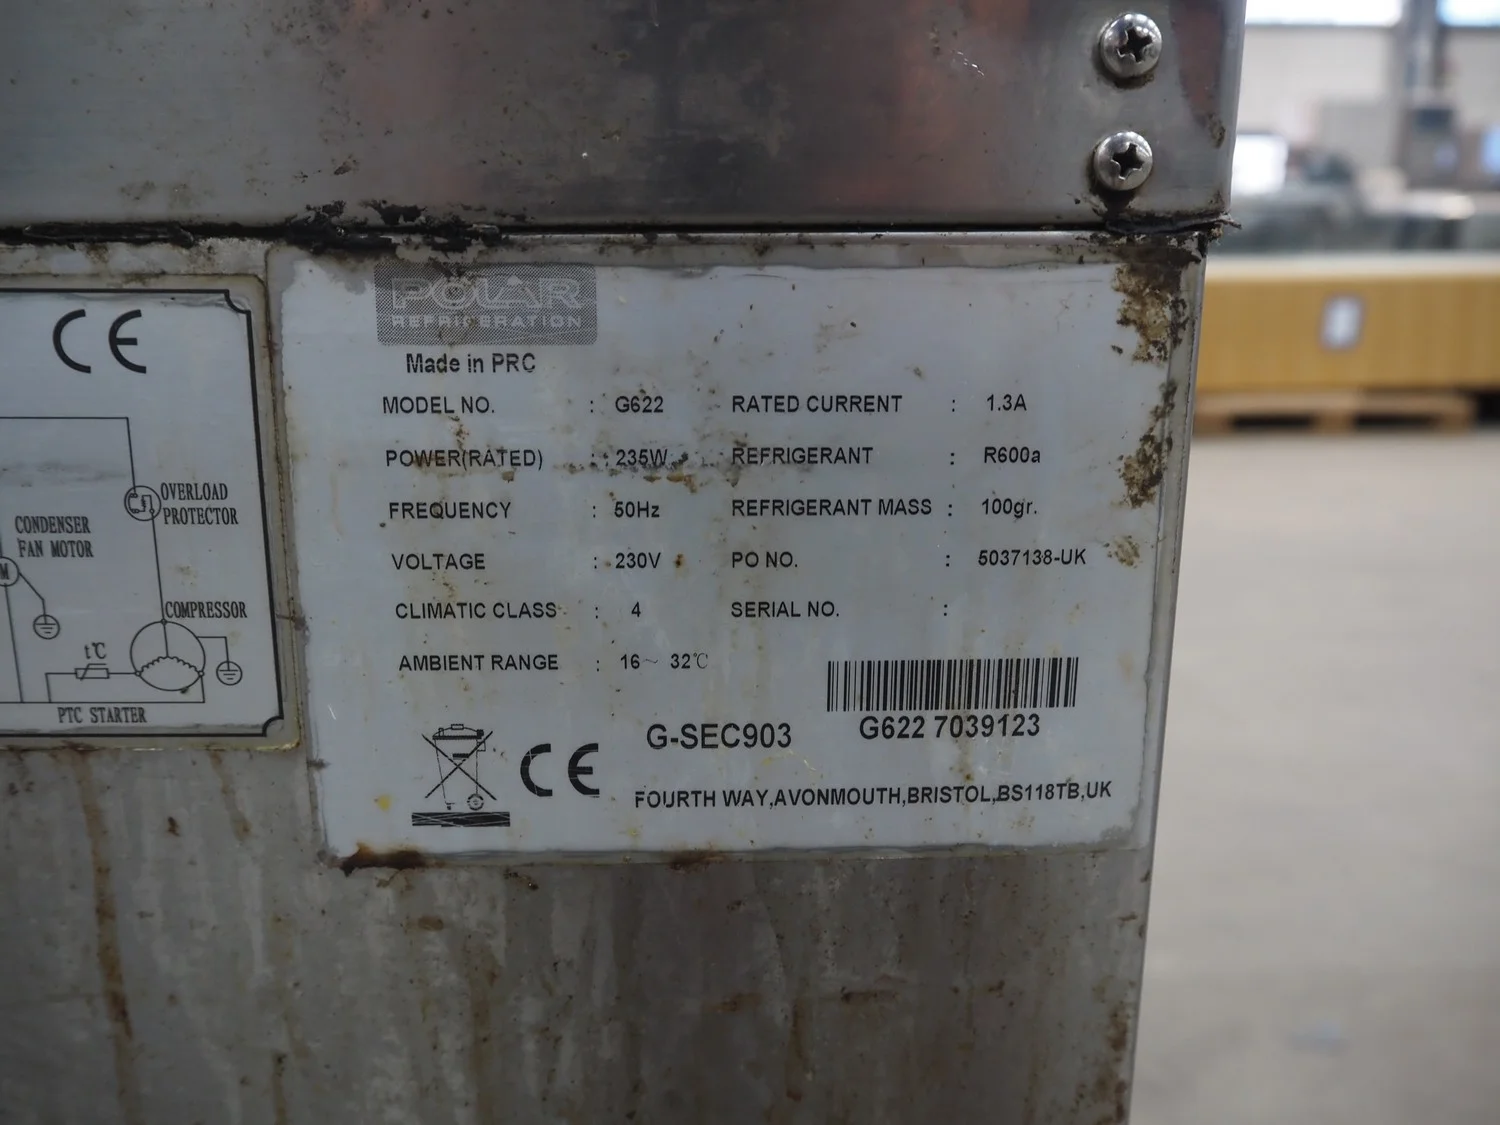 CE
OVERLOAD
PROTECTOR
CONDENSER
FAN MOTOR
M
COMPRESSOR
t℃
PTC STARTER
POLAR
REFRIGERATION
Made in PRC
MODEL NO. : G622 RATED CURRENT : 1.3A
POWER(RATED) : 235W REFRIGERANT : R600a
FREQUENCY : 50Hz REFRIGERANT MASS : 100gr.
VOLTAGE : 230V PO NO. : 5037138-UK
CLIMATIC CLASS : 4 SERIAL NO. :
AMBIENT RANGE : 16~ 32℃
CE G-SEC903 G622 7039123
FOURTH WAY,AVONMOUTH,BRISTOL,BS118TB,UK